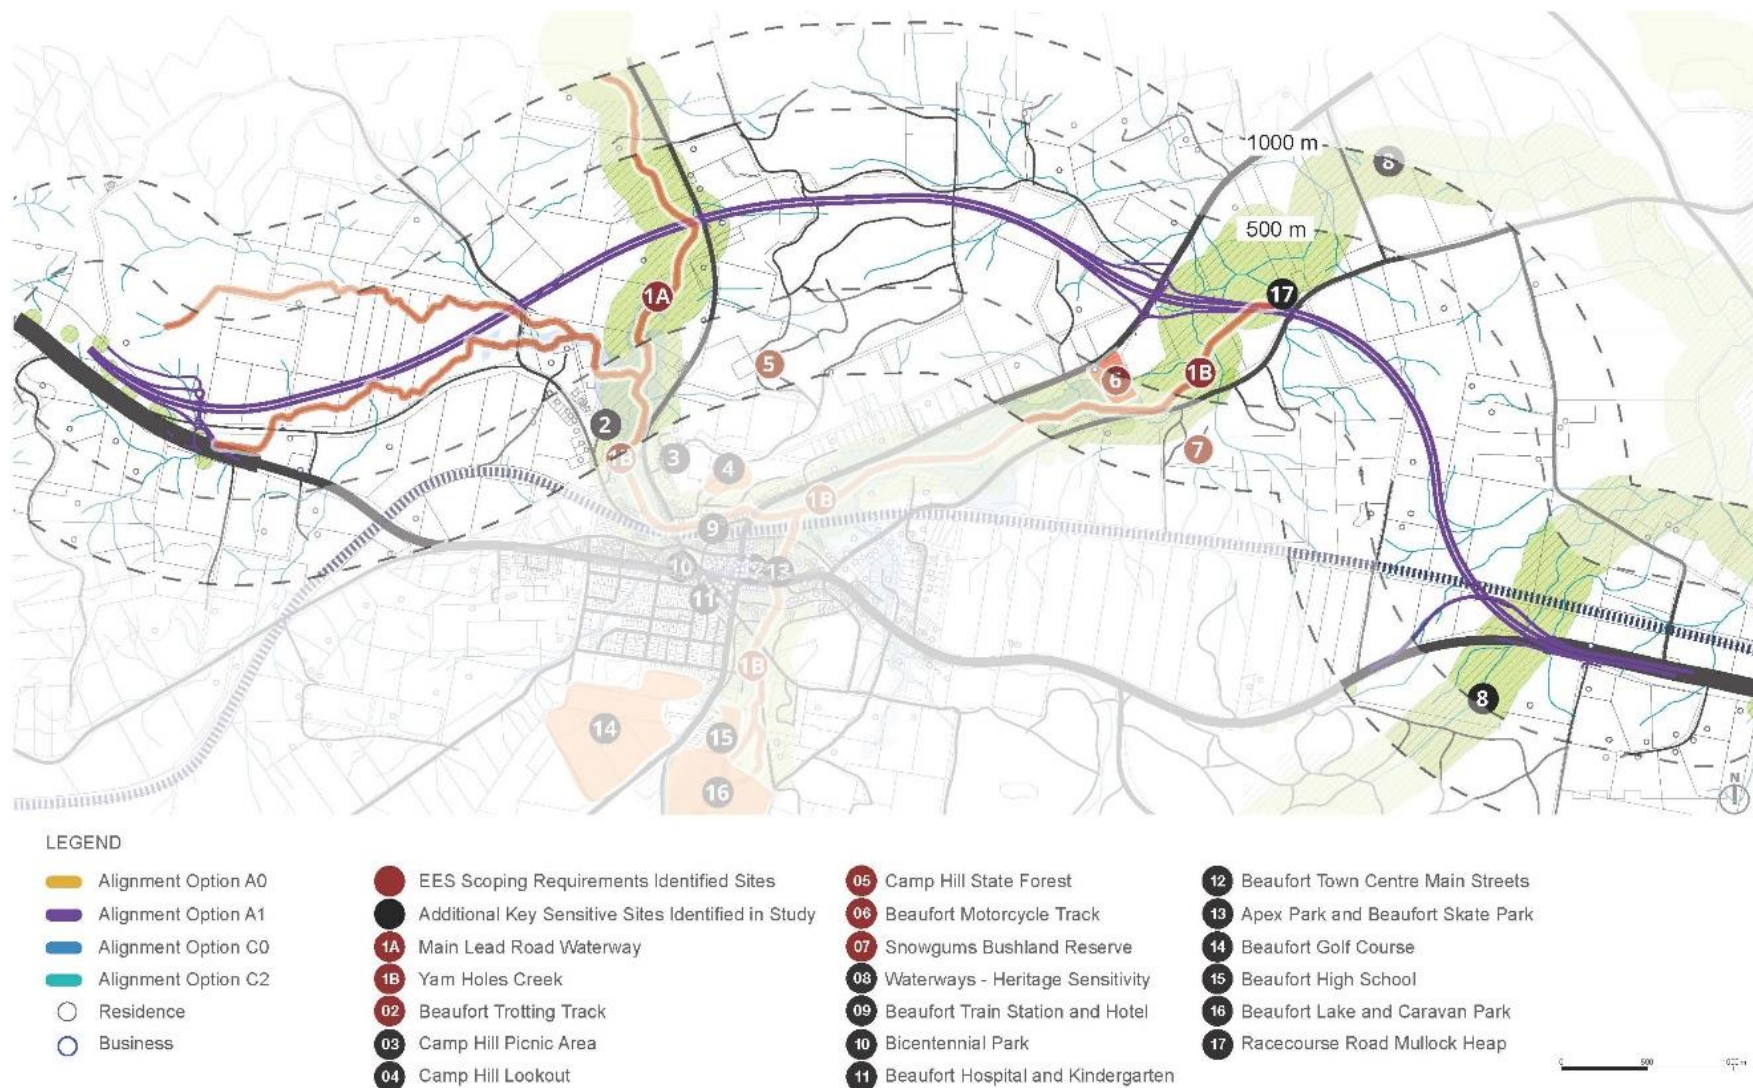 1000 m
8
500 m
17
1A
5
1B
6
2
1B
3
4
7
1B
9
10
13
11
1B
8
14
15
16
N
LEGEND
Alignment Option A0
Alignment Option A1
Alignment Option C0
Alignment Option C2
Residence
Business
EES Scoping Requirements Identified Sites
Additional Key Sensitive Sites Identified in Study
1A Main Lead Road Waterway
1B Yam Holes Creek
02 Beaufort Trotting Track
03 Camp Hill Picnic Area
04 Camp Hill Lookout
05 Camp Hill State Forest
06 Beaufort Motorcycle Track
07 Snowgums Bushland Reserve
08 Waterways - Heritage Sensitivity
09 Beaufort Train Station and Hotel
10 Bicentennial Park
11 Beaufort Hospital and Kindergarten
12 Beaufort Town Centre Main Streets
13 Apex Park and Beaufort Skate Park
14 Beaufort Golf Course
15 Beaufort High School
16 Beaufort Lake and Caravan Park
17 Racecourse Road Mullock Heap
0 500 1000 m